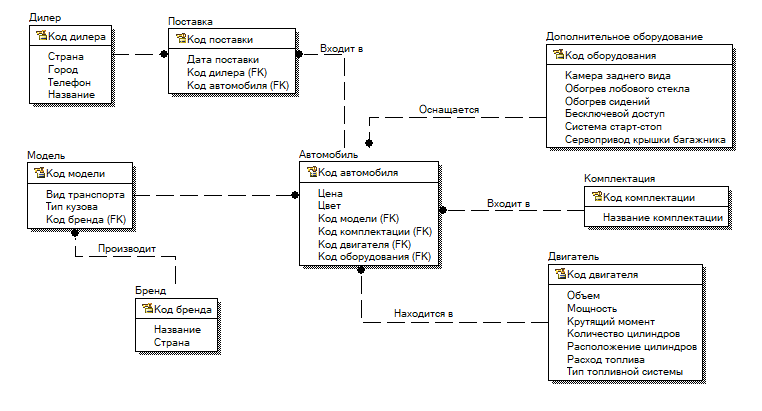 Дилер
Код дилера
Страна
Город
Телефон
Название
Поставка
Код поставки
Дата поставки
Код дилера (FK)
Код автомобиля (FK)
Входит в
Дополнительное оборудование
Код оборудования
Камера заднего вида
Обогрев лобового стекла
Обогрев сидений
Бесключевой доступ
Система старт-стоп
Сервопривод крышки багажника
Оснащается
Модель
Код модели
Вид транспорта
Тип кузова
Код бренда (FK)
Автомобиль
Код автомобиля
Цена
Цвет
Код модели (FK)
Код комплектации (FK)
Код двигателя (FK)
Код оборудования (FK)
Комплектация
Код комплектации
Название комплектации
Входит в
Производит
Бренд
Код бренда
Название
Страна
Находится в
Двигатель
Код двигателя
Объем
Мощность
Крутящий момент
Количество цилиндров
Расположение цилиндров
Расход топлива
Тип топливной системы